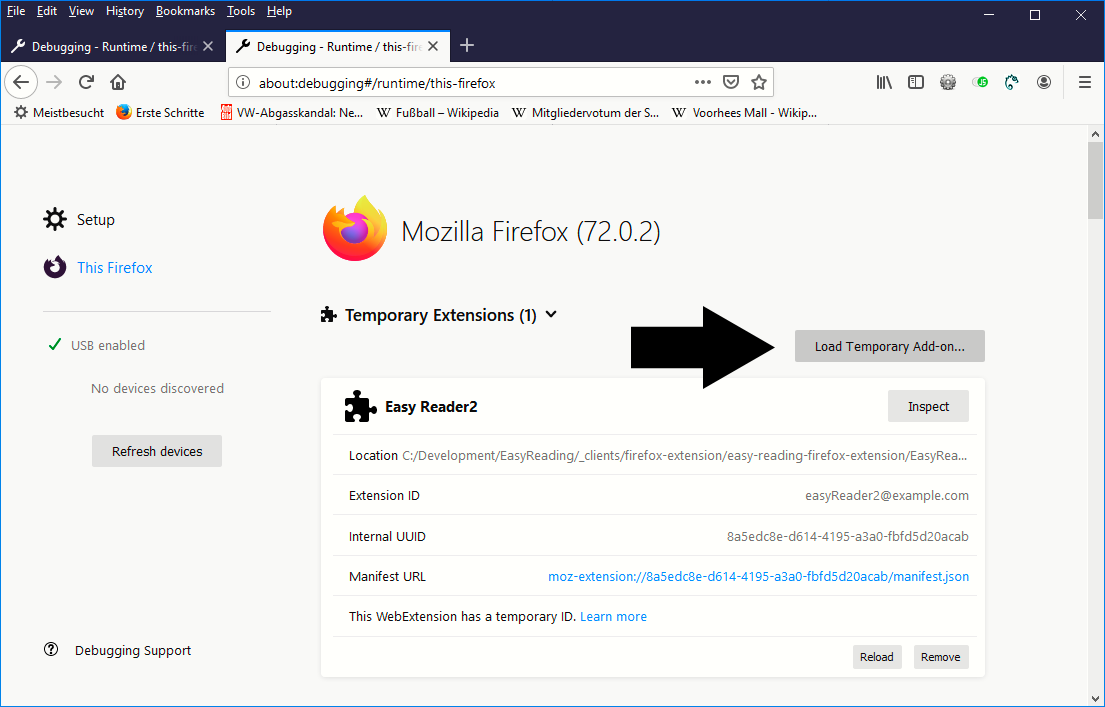 File Edit View History Bookmarks Tools Help
Debugging - Runtime / this-fire
Debugging - Runtime / this-fire
about:debugging#/runtime/this-firefox
JS
Meistbesucht Erste Schritte VW-Abgasskandal: Ne... W Fußball – Wikipedia W Mitgliedervotum der S... W Voorhees Mall - Wikip...
Setup
This Firefox
USB enabled
No devices discovered
Refresh devices
Debugging Support
Mozilla Firefox (72.0.2)
Temporary Extensions (1)
Load Temporary Add-on...
Easy Reader2 Inspect
Location C:/Development/EasyReading/_clients/firefox-extension/easy-reading-firefox-extension/EasyRea...
Extension ID easyReader2@example.com
Internal UUID 8a5edc8e-d614-4195-a3a0-fbfd5d20acab
Manifest URL moz-extension://8a5edc8e-d614-4195-a3a0-fbfd5d20acab/manifest.json
This WebExtension has a temporary ID. Learn more
Reload Remove